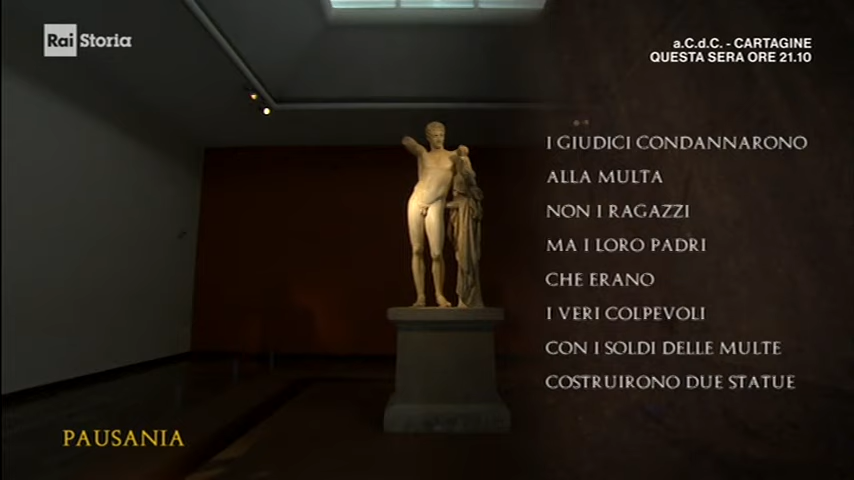 Rai Storia
a.C.d.C. - CARTAGINE
QUESTA SERA ORE 21.10
I GIUDICI CONDANNARONO
ALLA MULTA
NON I RAGAZZI
MA I LORO PADRI
CHE ERANO
I VERI COLPEVOLI
CON I SOLDI DELLE MULTE
COSTRUIRONO DUE STATUE
PAUSANIA